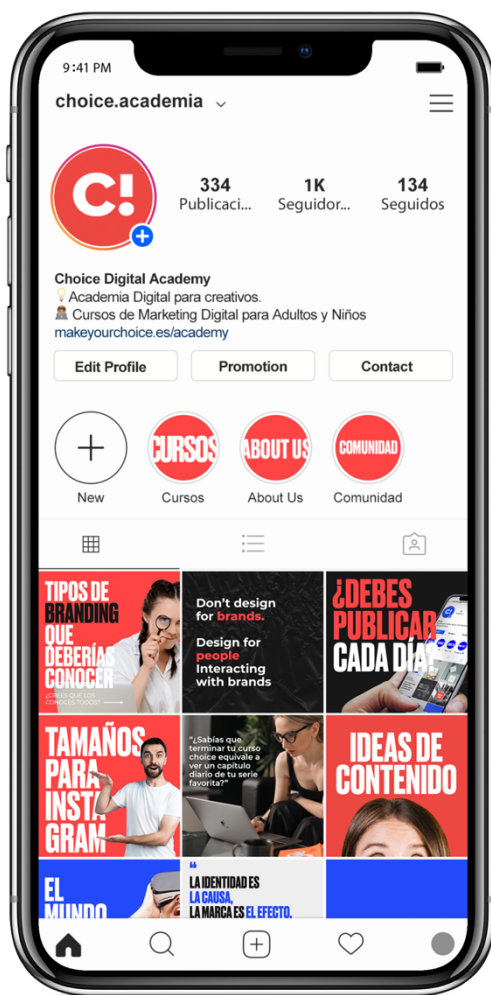 9:41 PM
choice.academia
C!
334
Publicaci...
1K
Seguidor...
134
Seguidos
Choice Digital Academy
Academia Digital para creativos.
Cursos de Marketing Digital para Adultos y Niños
makeyourchoice.es/academy
Edit Profile
Promotion
Contact
New
CURSOS
Cursos
ABOUT US
About Us
COMUNIDAD
Comunidad
TIPOS DE
BRANDING
QUE
DEBERÍAS
CONOCER
¿CREES QUE LOS
CONOCES TODOS?
Don't design
for brands.
Design for
people
Interacting
with brands
¿DEBES
PUBLICAR
CADA DÍA?
TAMAÑOS
PARA
INSTA
GRAM
"¿Sabías que
terminar tu curso
choice equivale a
ver un capítulo
diario de tu serie
favorita?"
IDEAS DE
CONTENIDO
EL
MUNDO
"
LA IDENTIDAD ES
LA CAUSA,
LA MARCA ES EL EFECTO.